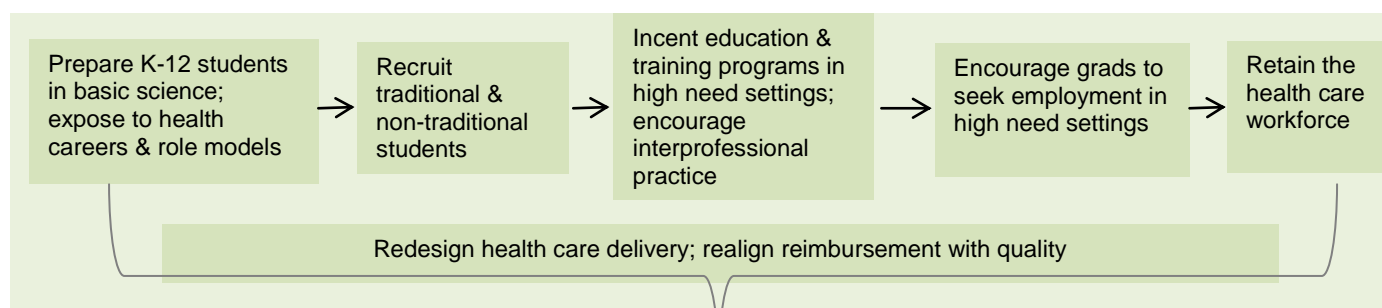 Prepare K-12 students
in basic science;
expose to health
careers & role models
Recruit
traditional &
non-traditional
students
Incent education &
training programs in
high need settings;
encourage
interprofessional
practice
Encourage grads to
seek employment in
high need settings
Retain the
health care
workforce
Redesign health care delivery; realign reimbursement with quality